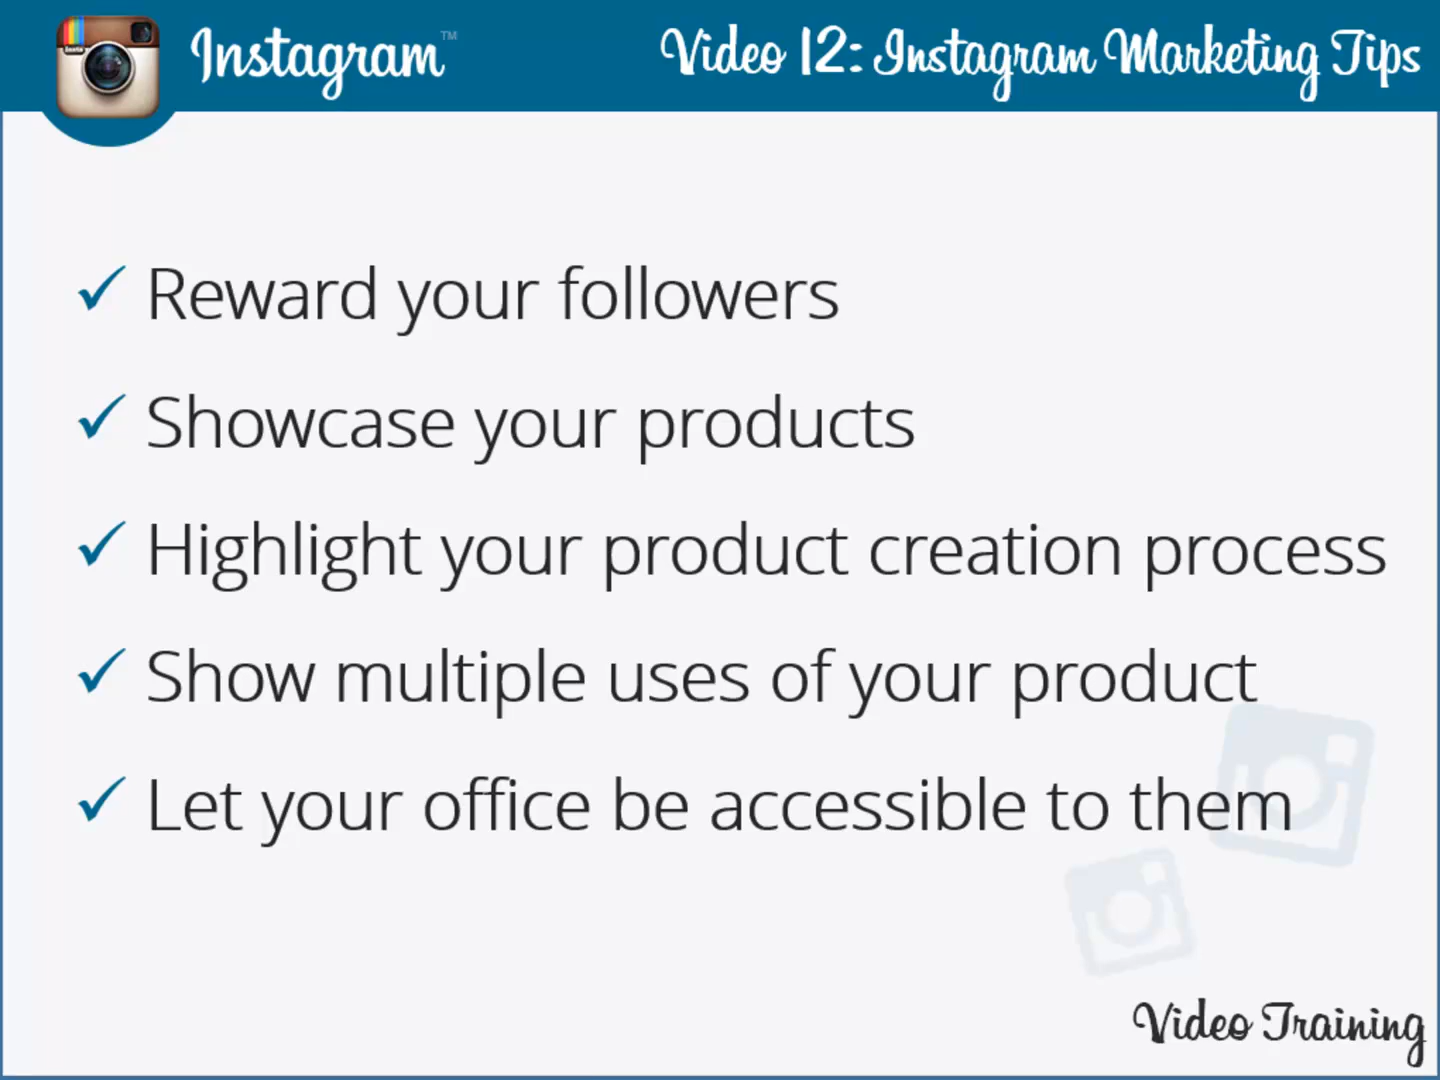 Instagram™
Video 12: Instagram Marketing Tips
Insta
✓ Reward your followers
✓ Showcase your products
✓ Highlight your product creation process
✓ Show multiple uses of your product
✓ Let your office be accessible to them
Video Training